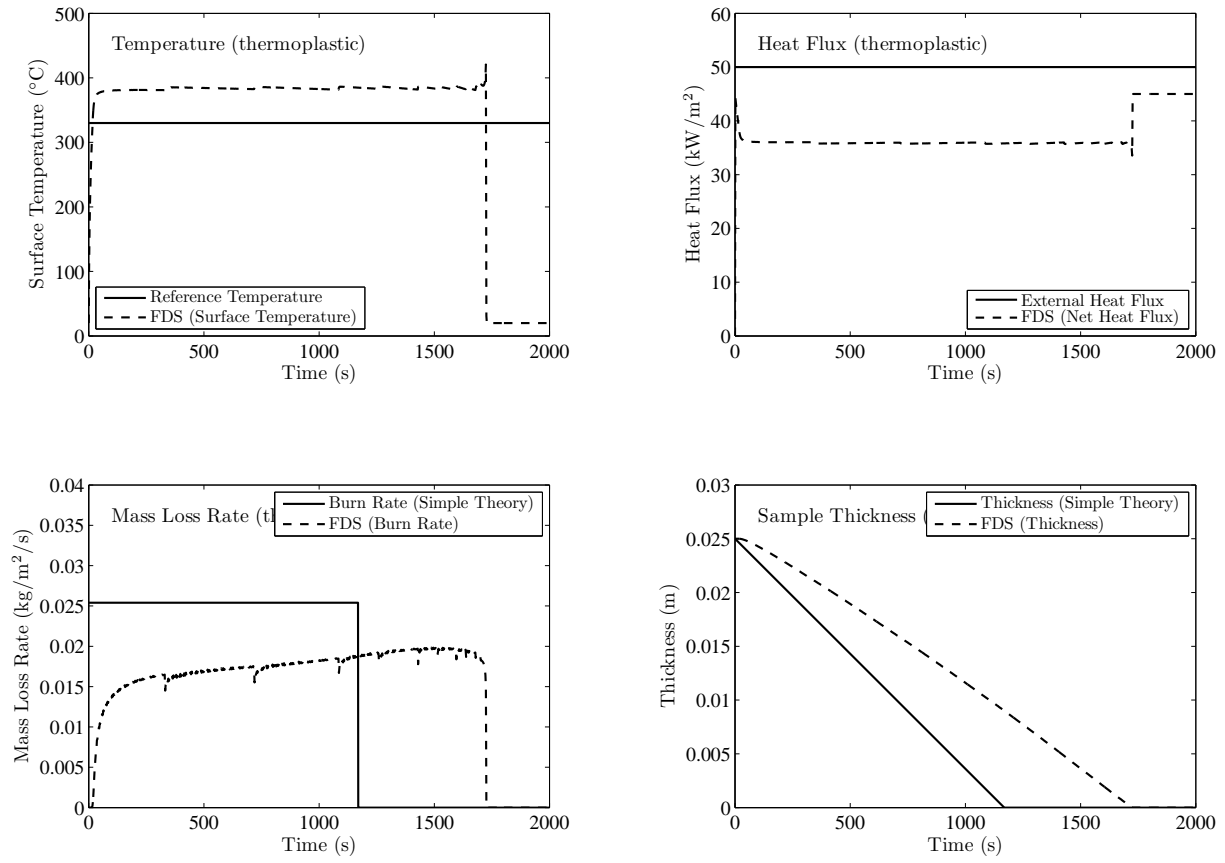 Temperature (thermoplastic)
Surface Temperature (°C)
500
400
300
200
100
0
Reference Temperature
FDS (Surface Temperature)
0 500 1000 1500 2000
Time (s)
Heat Flux (thermoplastic)
Heat Flux (kW/m²)
60
50
40
30
20
10
0
External Heat Flux
FDS (Net Heat Flux)
0 500 1000 1500 2000
Time (s)
Mass Loss Rate (th
Mass Loss Rate (kg/m²/s)
0.04
0.035
0.03
0.025
0.02
0.015
0.01
0.005
0
Burn Rate (Simple Theory)
FDS (Burn Rate)
0 500 1000 1500 2000
Time (s)
Sample Thickness (
Thickness (m)
0.03
0.025
0.02
0.015
0.01
0.005
0
Thickness (Simple Theory)
FDS (Thickness)
0 500 1000 1500 2000
Time (s)